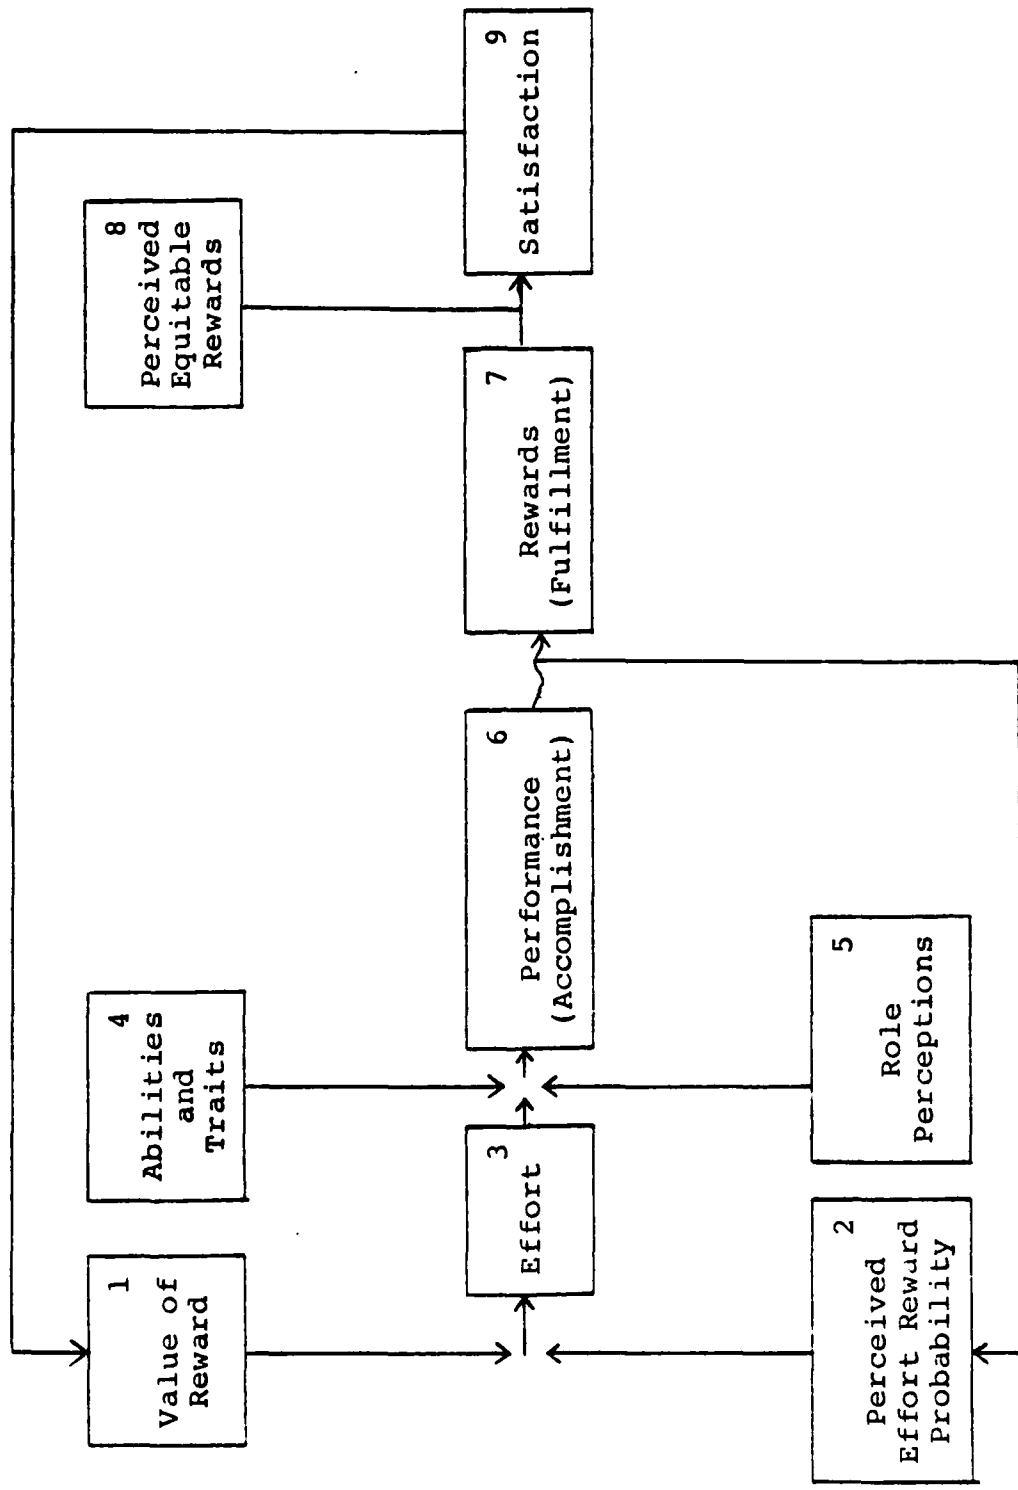 1
Value of
Reward
4
Abilities
and
Traits
8
Perceived
Equitable
Rewards
3
Effort
6
Performance
(Accomplishment)
7
Rewards
(Fulfillment)
9
Satisfaction
2
Perceived
Effort Reward
Probability
5
Role
Perceptions